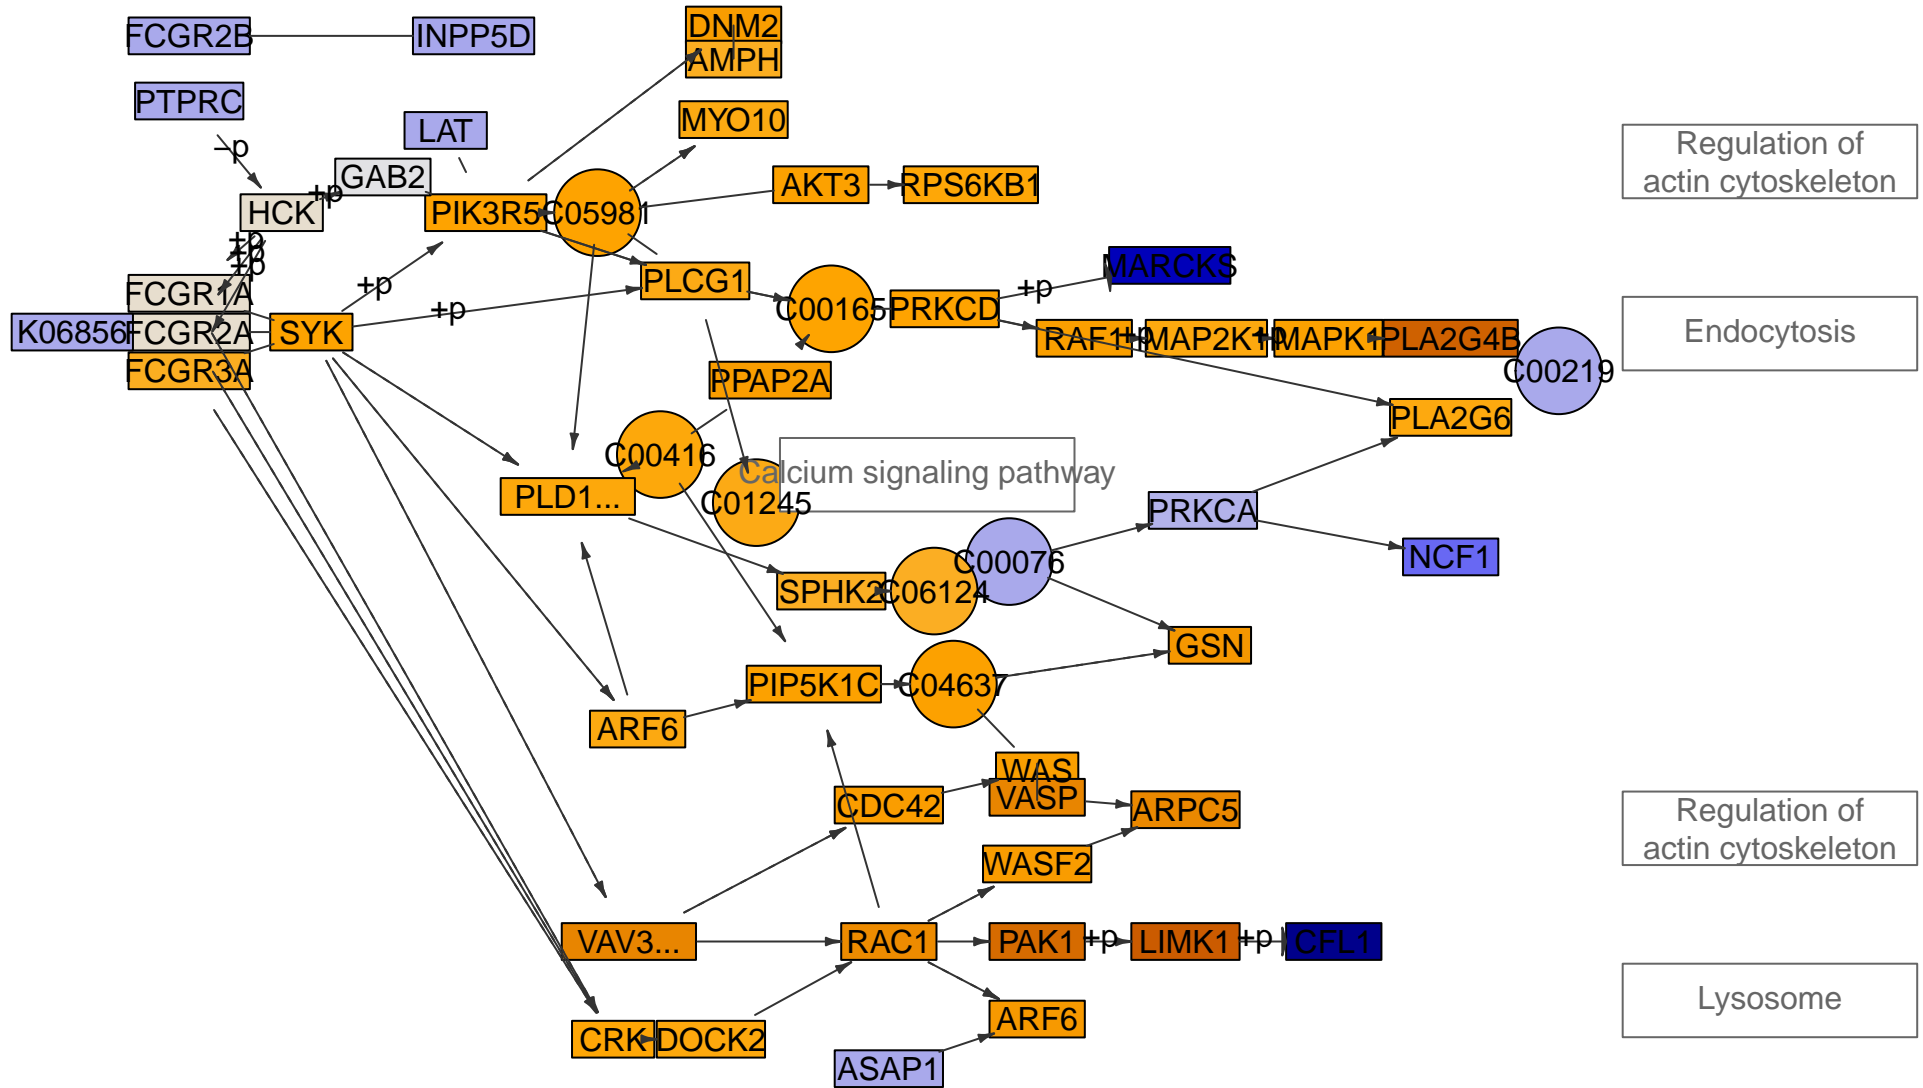 FCGR2B
INPP5D
DNM2
AMPH
PTPRC
LAT
MYO10
Regulation of
actin cytoskeleton
–p
GAB2
+p
HCK
PIK3R5
C05981
AKT3
RPS6KB1
+p
+p
+p
FCGR1A
+p
PLCG1
C00165
PRKCD
+p
MARCKS
K06856
FCGR2A
SYK
+p
RAF1
+p
MAP2K1
+p
MAPK1
PLA2G4B
Endocytosis
FCGR3A
PPAP2A
C00219
PLA2G6
C00416
Calcium signaling pathway
PLD1...
C01245
PRKCA
NCF1
C00076
SPHK2
C06124
GSN
PIP5K1C
C04637
ARF6
WAS
VASP
CDC42
ARPC5
Regulation of
actin cytoskeleton
WASF2
VAV3...
RAC1
PAK1
+p
LIMK1
+p
CFL1
Lysosome
ARF6
CRK
DOCK2
ASAP1